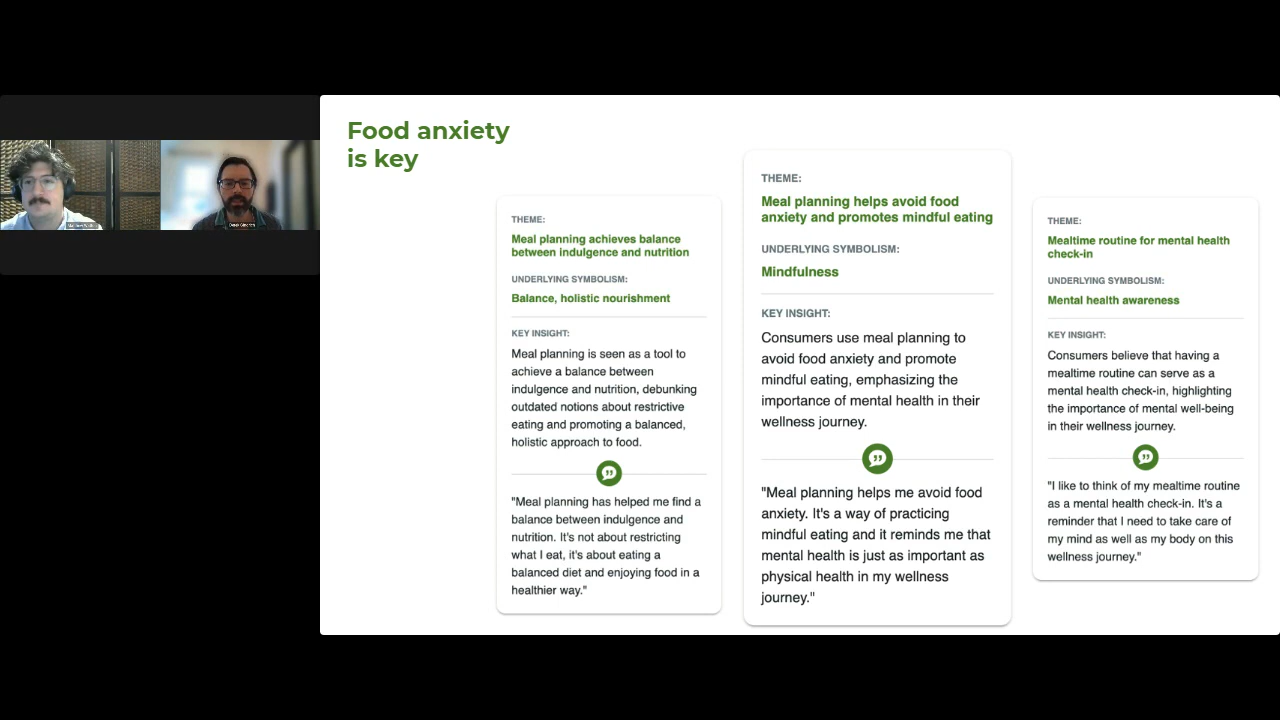 Food anxiety
is key
THEME:
Meal planning achieves balance
between indulgence and nutrition
UNDERLYING SYMBOLISM:
Balance, holistic nourishment
KEY INSIGHT:
Meal planning is seen as a tool to
achieve a balance between
indulgence and nutrition, debunking
outdated notions about restrictive
eating and promoting a balanced,
holistic approach to food.
"Meal planning has helped me find a
balance between indulgence and
nutrition. It's not about restricting
what I eat, it's about eating a
balanced diet and enjoying food in a
healthier way."
THEME:
Meal planning helps avoid food
anxiety and promotes mindful eating
UNDERLYING SYMBOLISM:
Mindfulness
KEY INSIGHT:
Consumers use meal planning to
avoid food anxiety and promote
mindful eating, emphasizing the
importance of mental health in their
wellness journey.
"Meal planning helps me avoid food
anxiety. It's a way of practicing
mindful eating and it reminds me that
mental health is just as important as
physical health in my wellness
journey."
THEME:
Mealtime routine for mental health
check-in
UNDERLYING SYMBOLISM:
Mental health awareness
KEY INSIGHT:
Consumers believe that having a
mealtime routine can serve as a
mental health check-in, highlighting
the importance of mental well-being
in their wellness journey.
"I like to think of my mealtime routine
as a mental health check-in. It's a
reminder that I need to take care of
my mind as well as my body on this
wellness journey."